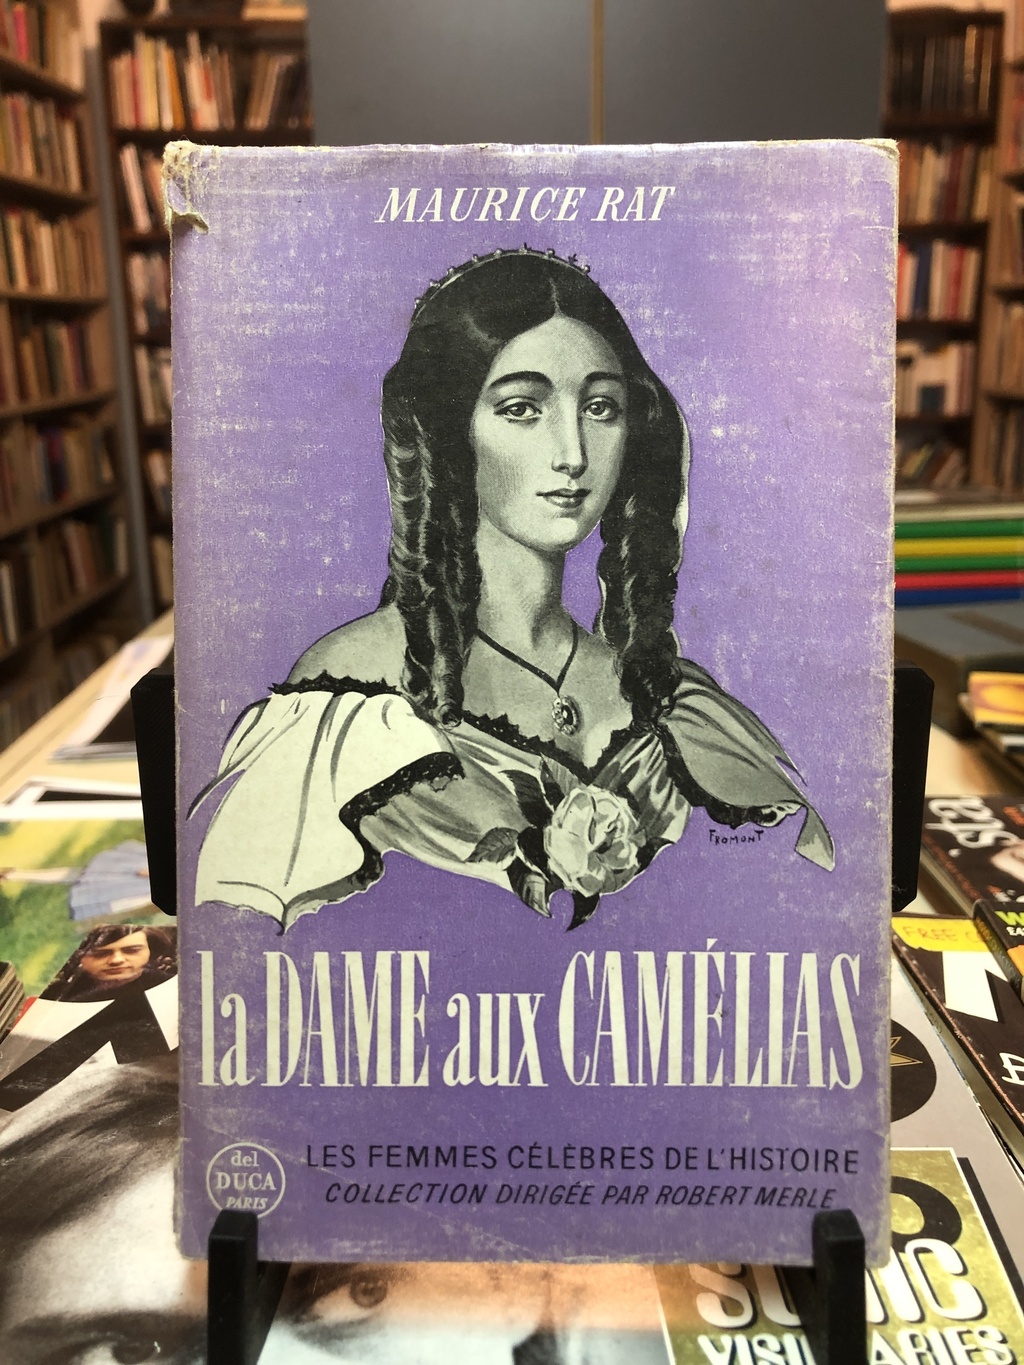 MAURICE RAT
FROMONT
la DAME aux CAMÉLIAS
del
DUCA
PARIS
LES FEMMES CÉLÈBRES DE L'HISTOIRE
COLLECTION DIRIGÉE PAR ROBERT MERLE
FREE